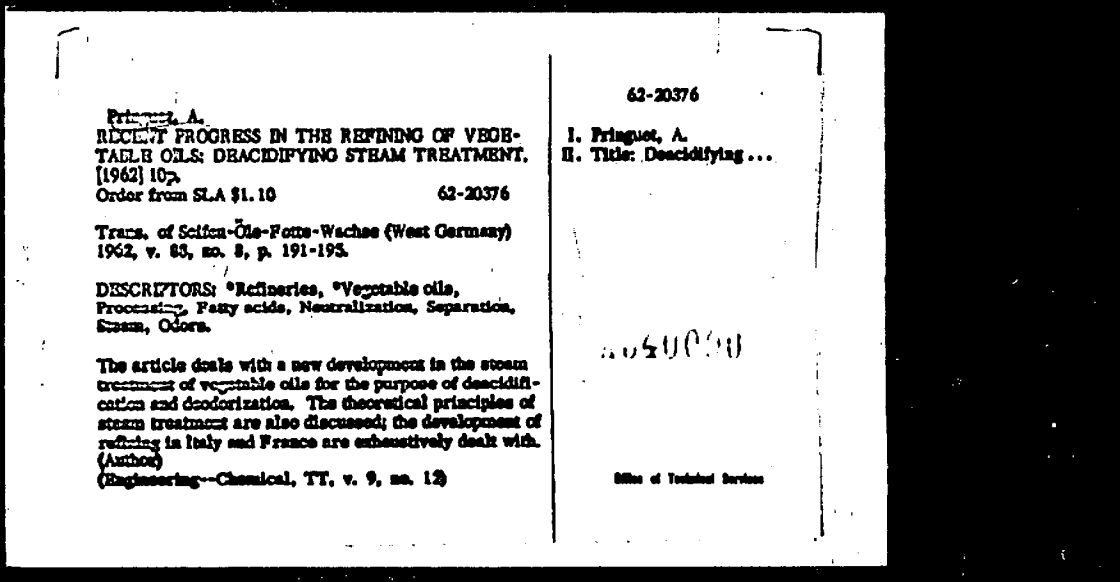 Pringuet, A.
RECENT PROGRESS IN THE REFINING OF VEGE-
TABLE OILS: DEACIDIFYING STEAM TREATMENT.
[1962] 10p.
Order from SLA $1.10 62-20376
Trans. of Seifen-Öle-Fette-Wachse (West Germany)
1962, v. 88, no. 8, p. 191-195.
DESCRIPTORS: *Refineries, *Vegetable oils,
Processing, Fatty acids, Neutralization, Separation,
Steam, Odors.
The article deals with a new development in the steam
treatment of vegetable oils for the purpose of deacidifi-
cation and deodorization. The theoretical principles of
steam treatment are also discussed; the development of
refining in Italy and France are exhaustively dealt with.
(Author)
(Engineering--Chemical, TT, v. 9, no. 12)
62-20376
I. Pringuet, A.
II. Title: Deacidifying ...
Office of Technical Services